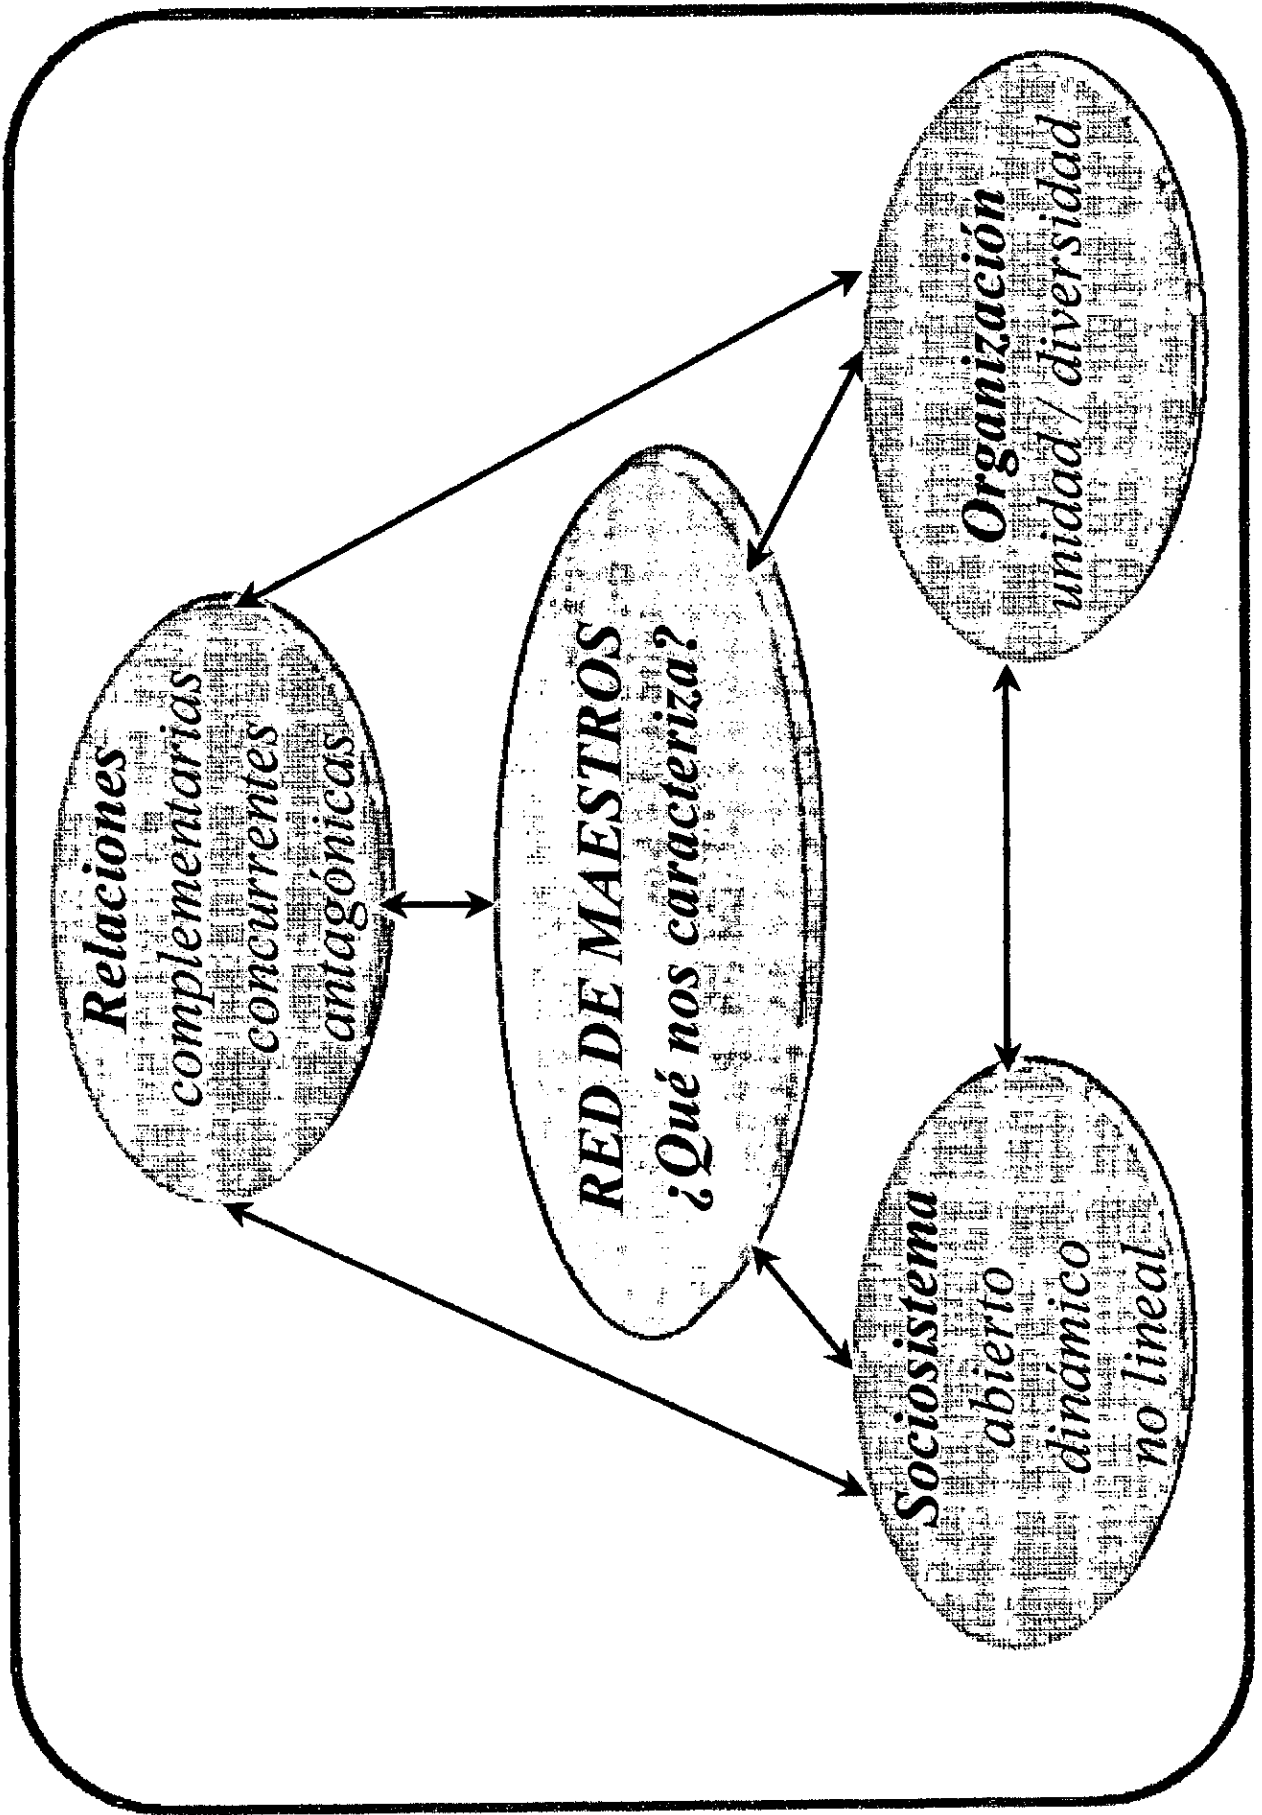 Relaciones
complementarias
concurrentes
antagónicas
RED DE MAESTROS
¿Qué nos caracteriza?
Sociosistema
abierto
dinámico
no lineal
Organización
unidad / diversidad